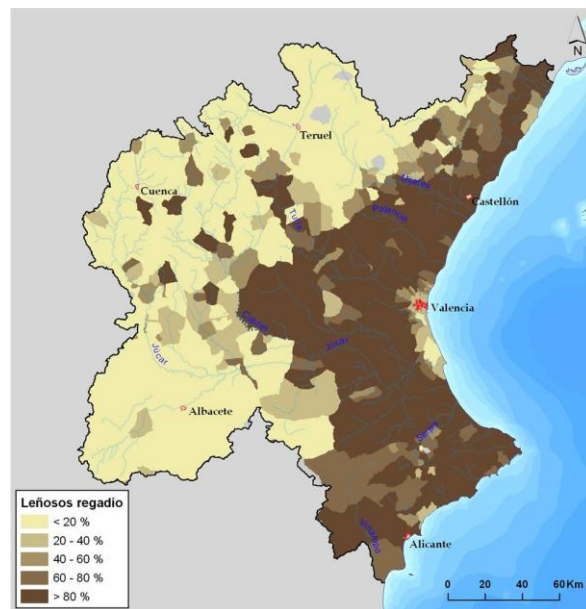 N
Teruel
Cuenca
Mijares
Castellón
Palancia
Turia
Valencia
Cabriel
Júcar
Júcar
Albacete
Serpis
Leñosos regadío
< 20 %
20 - 40 %
40 - 60 %
60 - 80 %
>80 %
Vinalopó
Alicante
0 20 40 60 Km